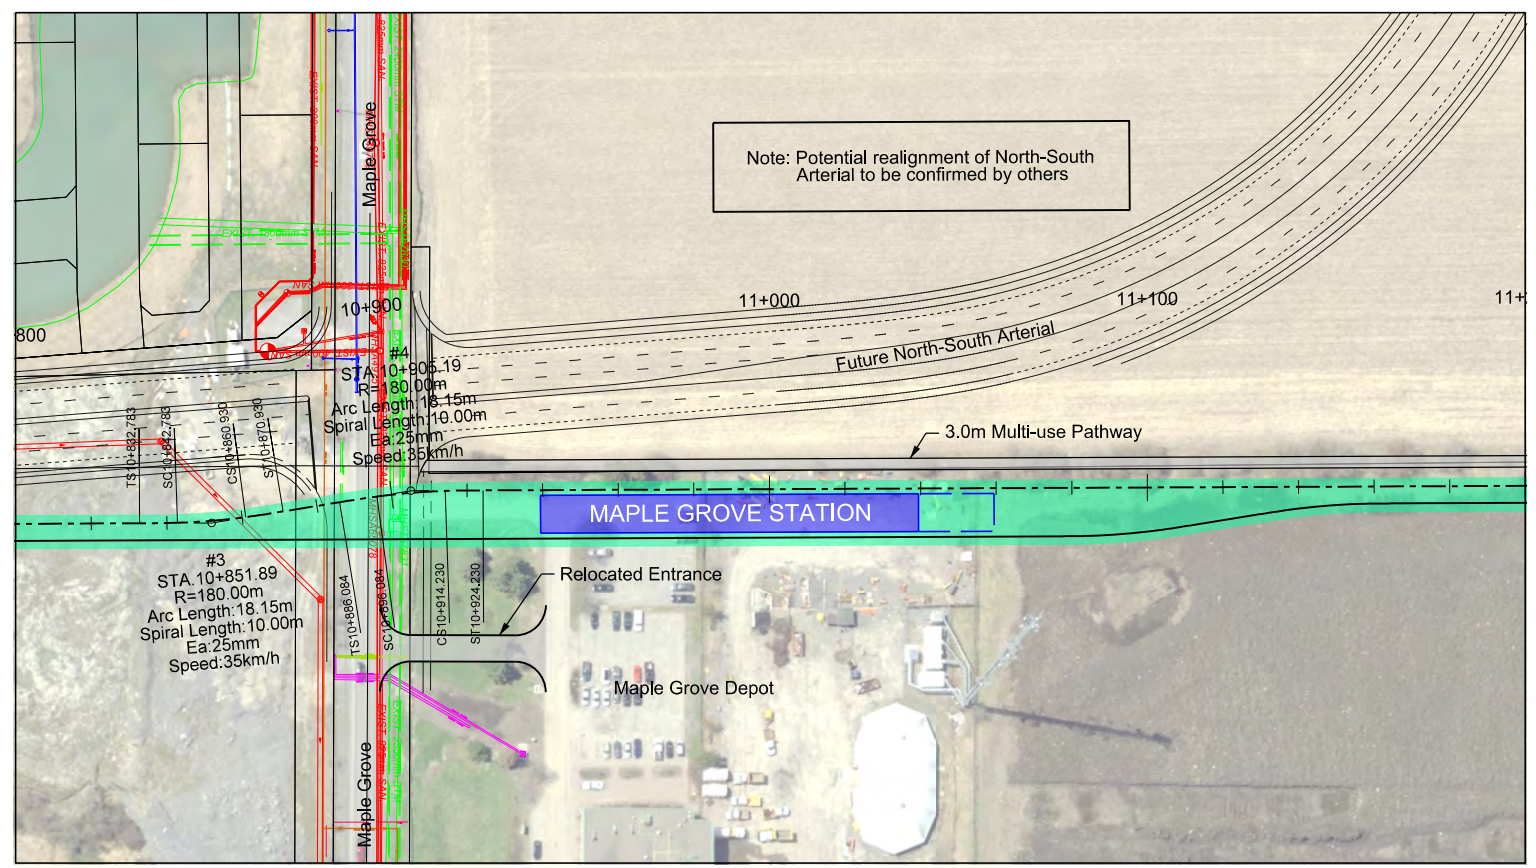 Maple Grove
Note: Potential realignment of North-South
Arterial to be confirmed by others
EXIST. 1500mm STM
10+900
11+000
11+100
11+
800
Future North-South Arterial
#4
STA.10+905.19
R=180.00m
Arc Length:18.15m
Spiral Length:10.00m
Ea:25mm
Speed:35km/h
3.0m Multi-use Pathway
TS10+832.783
SC10+842.783
CS10+860.930
ST10+870.930
MAPLE GROVE STATION
#3
STA.10+851.89
R=180.00m
Arc Length:18.15m
Spiral Length:10.00m
Ea:25mm
Speed:35km/h
TS10+886.084
SC10+896.084
CS10+914.230
ST10+924.230
Relocated Entrance
Maple Grove Depot
Maple Grove